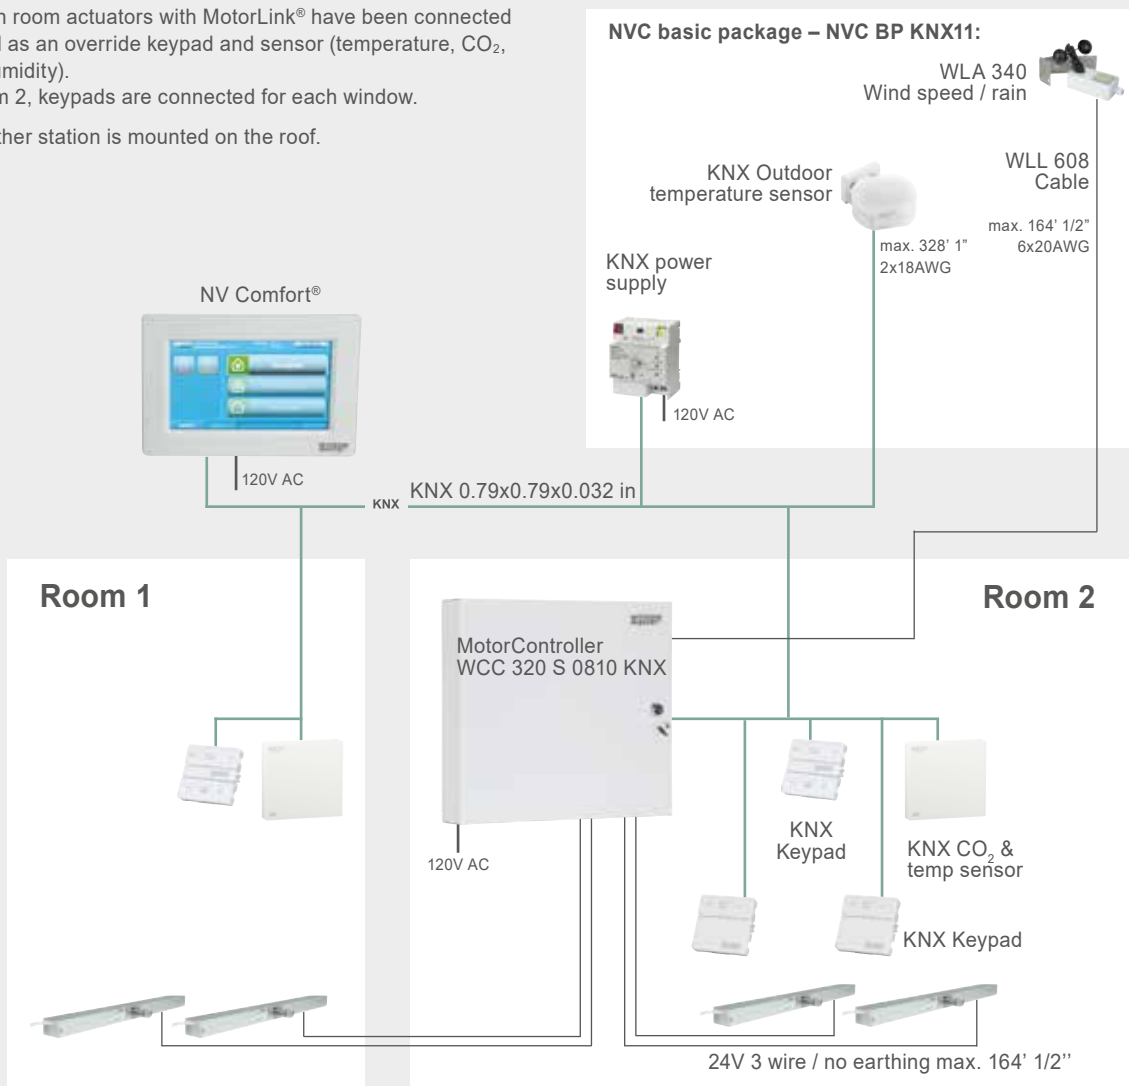 room actuators with MotorLink® have been connected
as an override keypad and sensor (temperature, CO₂,
2, keypads are connected for each window.
station is mounted on the roof.
NVC basic package – NVC BP KNX11:
WLA 340
Wind speed / rain
KNX Outdoor
temperature sensor
WLL 608
Cable
max. 164' 1/2"
6x20AWG
max. 328' 1"
2x18AWG
KNX power
supply
120V AC
NV Comfort®
120V AC
KNX
KNX 0.79x0.79x0.032 in
Room 1
Room 2
MotorController
WCC 320 S 0810 KNX
120V AC
KNX
Keypad
KNX CO₂ &
temp sensor
KNX Keypad
24V 3 wire / no earthing max. 164' 1/2''